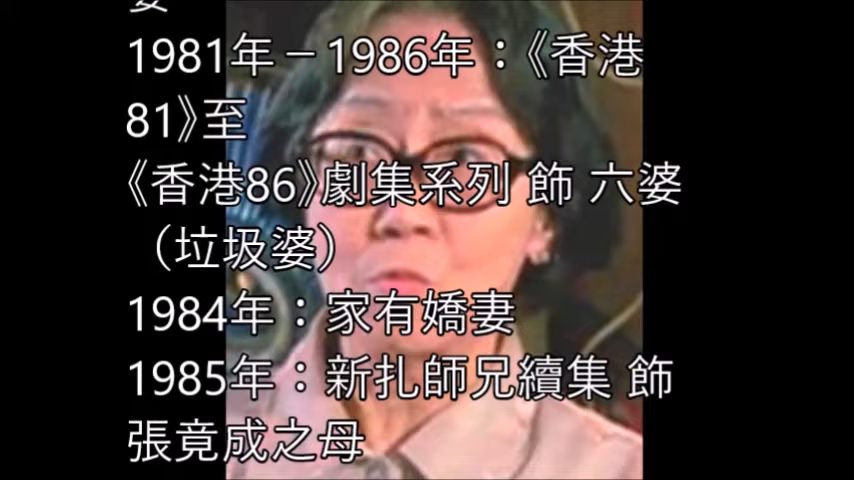 1981年－1986年：《香港
81》至
《香港86》劇集系列 飾 六婆
（垃圾婆）
1984年：家有嬌妻
1985年：新扎師兄續集 飾
張竟成之母